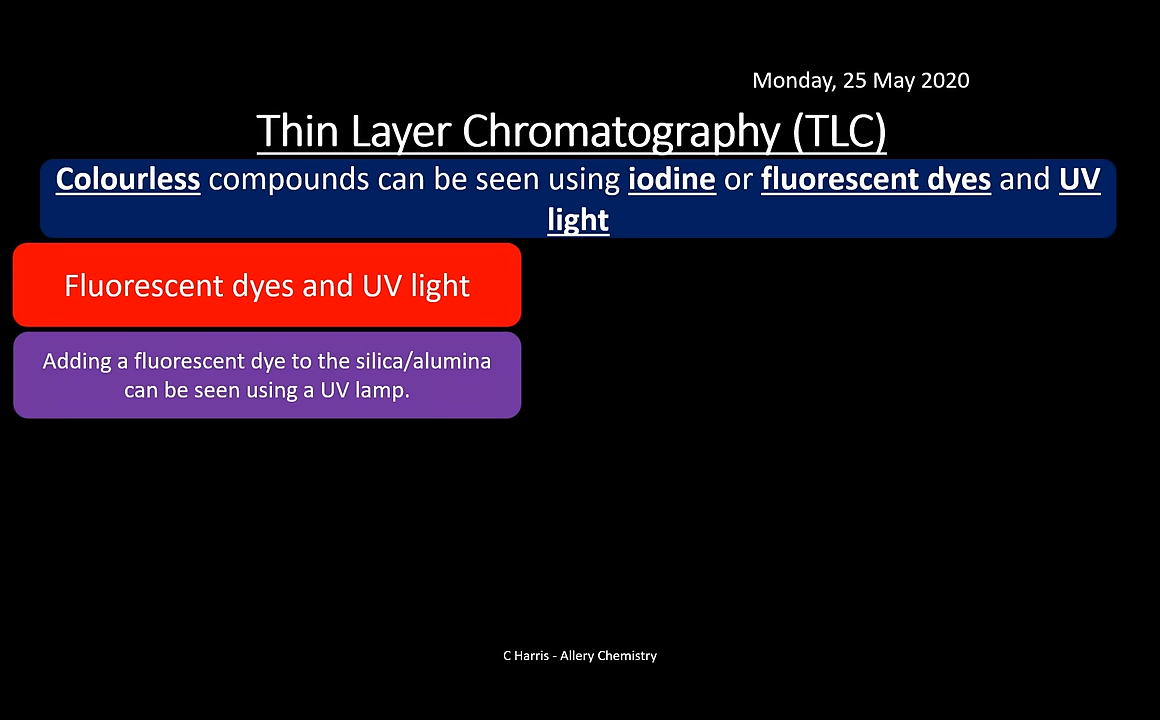 Monday, 25 May 2020
Thin Layer Chromatography (TLC)
Colourless compounds can be seen using iodine or fluorescent dyes and UV
light
Fluorescent dyes and UV light
Adding a fluorescent dye to the silica/alumina
can be seen using a UV lamp.
C Harris - Allery Chemistry